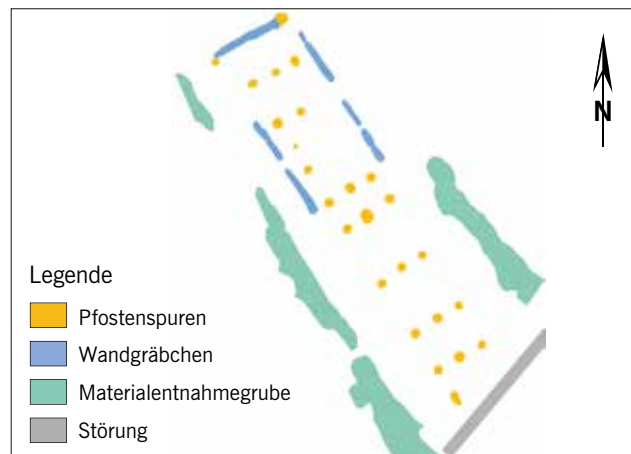 N
Legende
Pfostenspuren
Wandgräbchen
Materialentnahmegrube
Störung